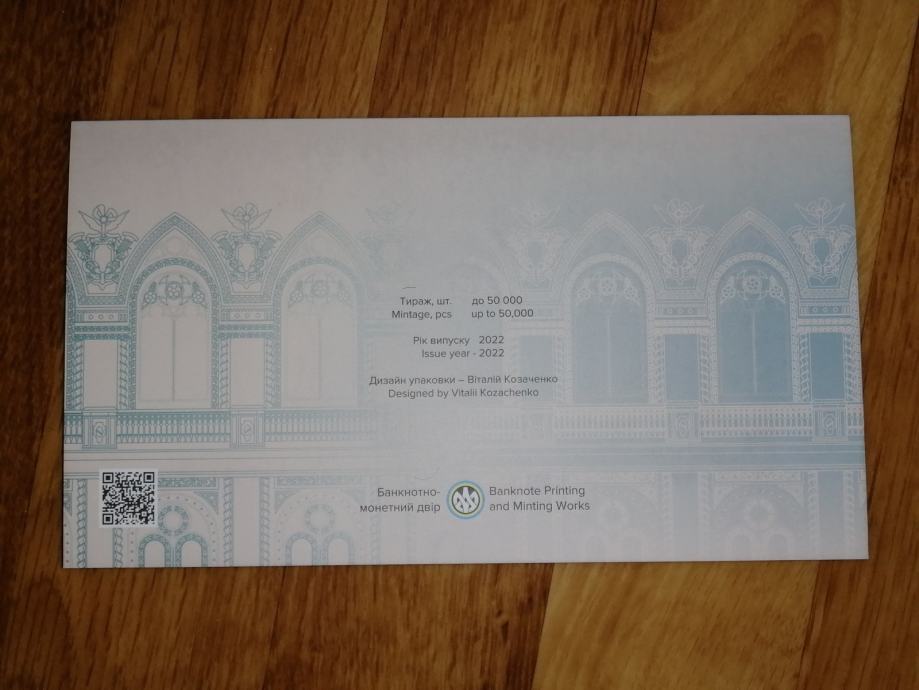 Тираж, шт. до 50 000
Mintage, pcs up to 50,000
Рік випуску 2022
Issue year - 2022
Дизайн упаковки – Віталій Козаченко
Designed by Vitalii Kozachenko
Банкнотно- Banknote Printing
монетний двір and Minting Works